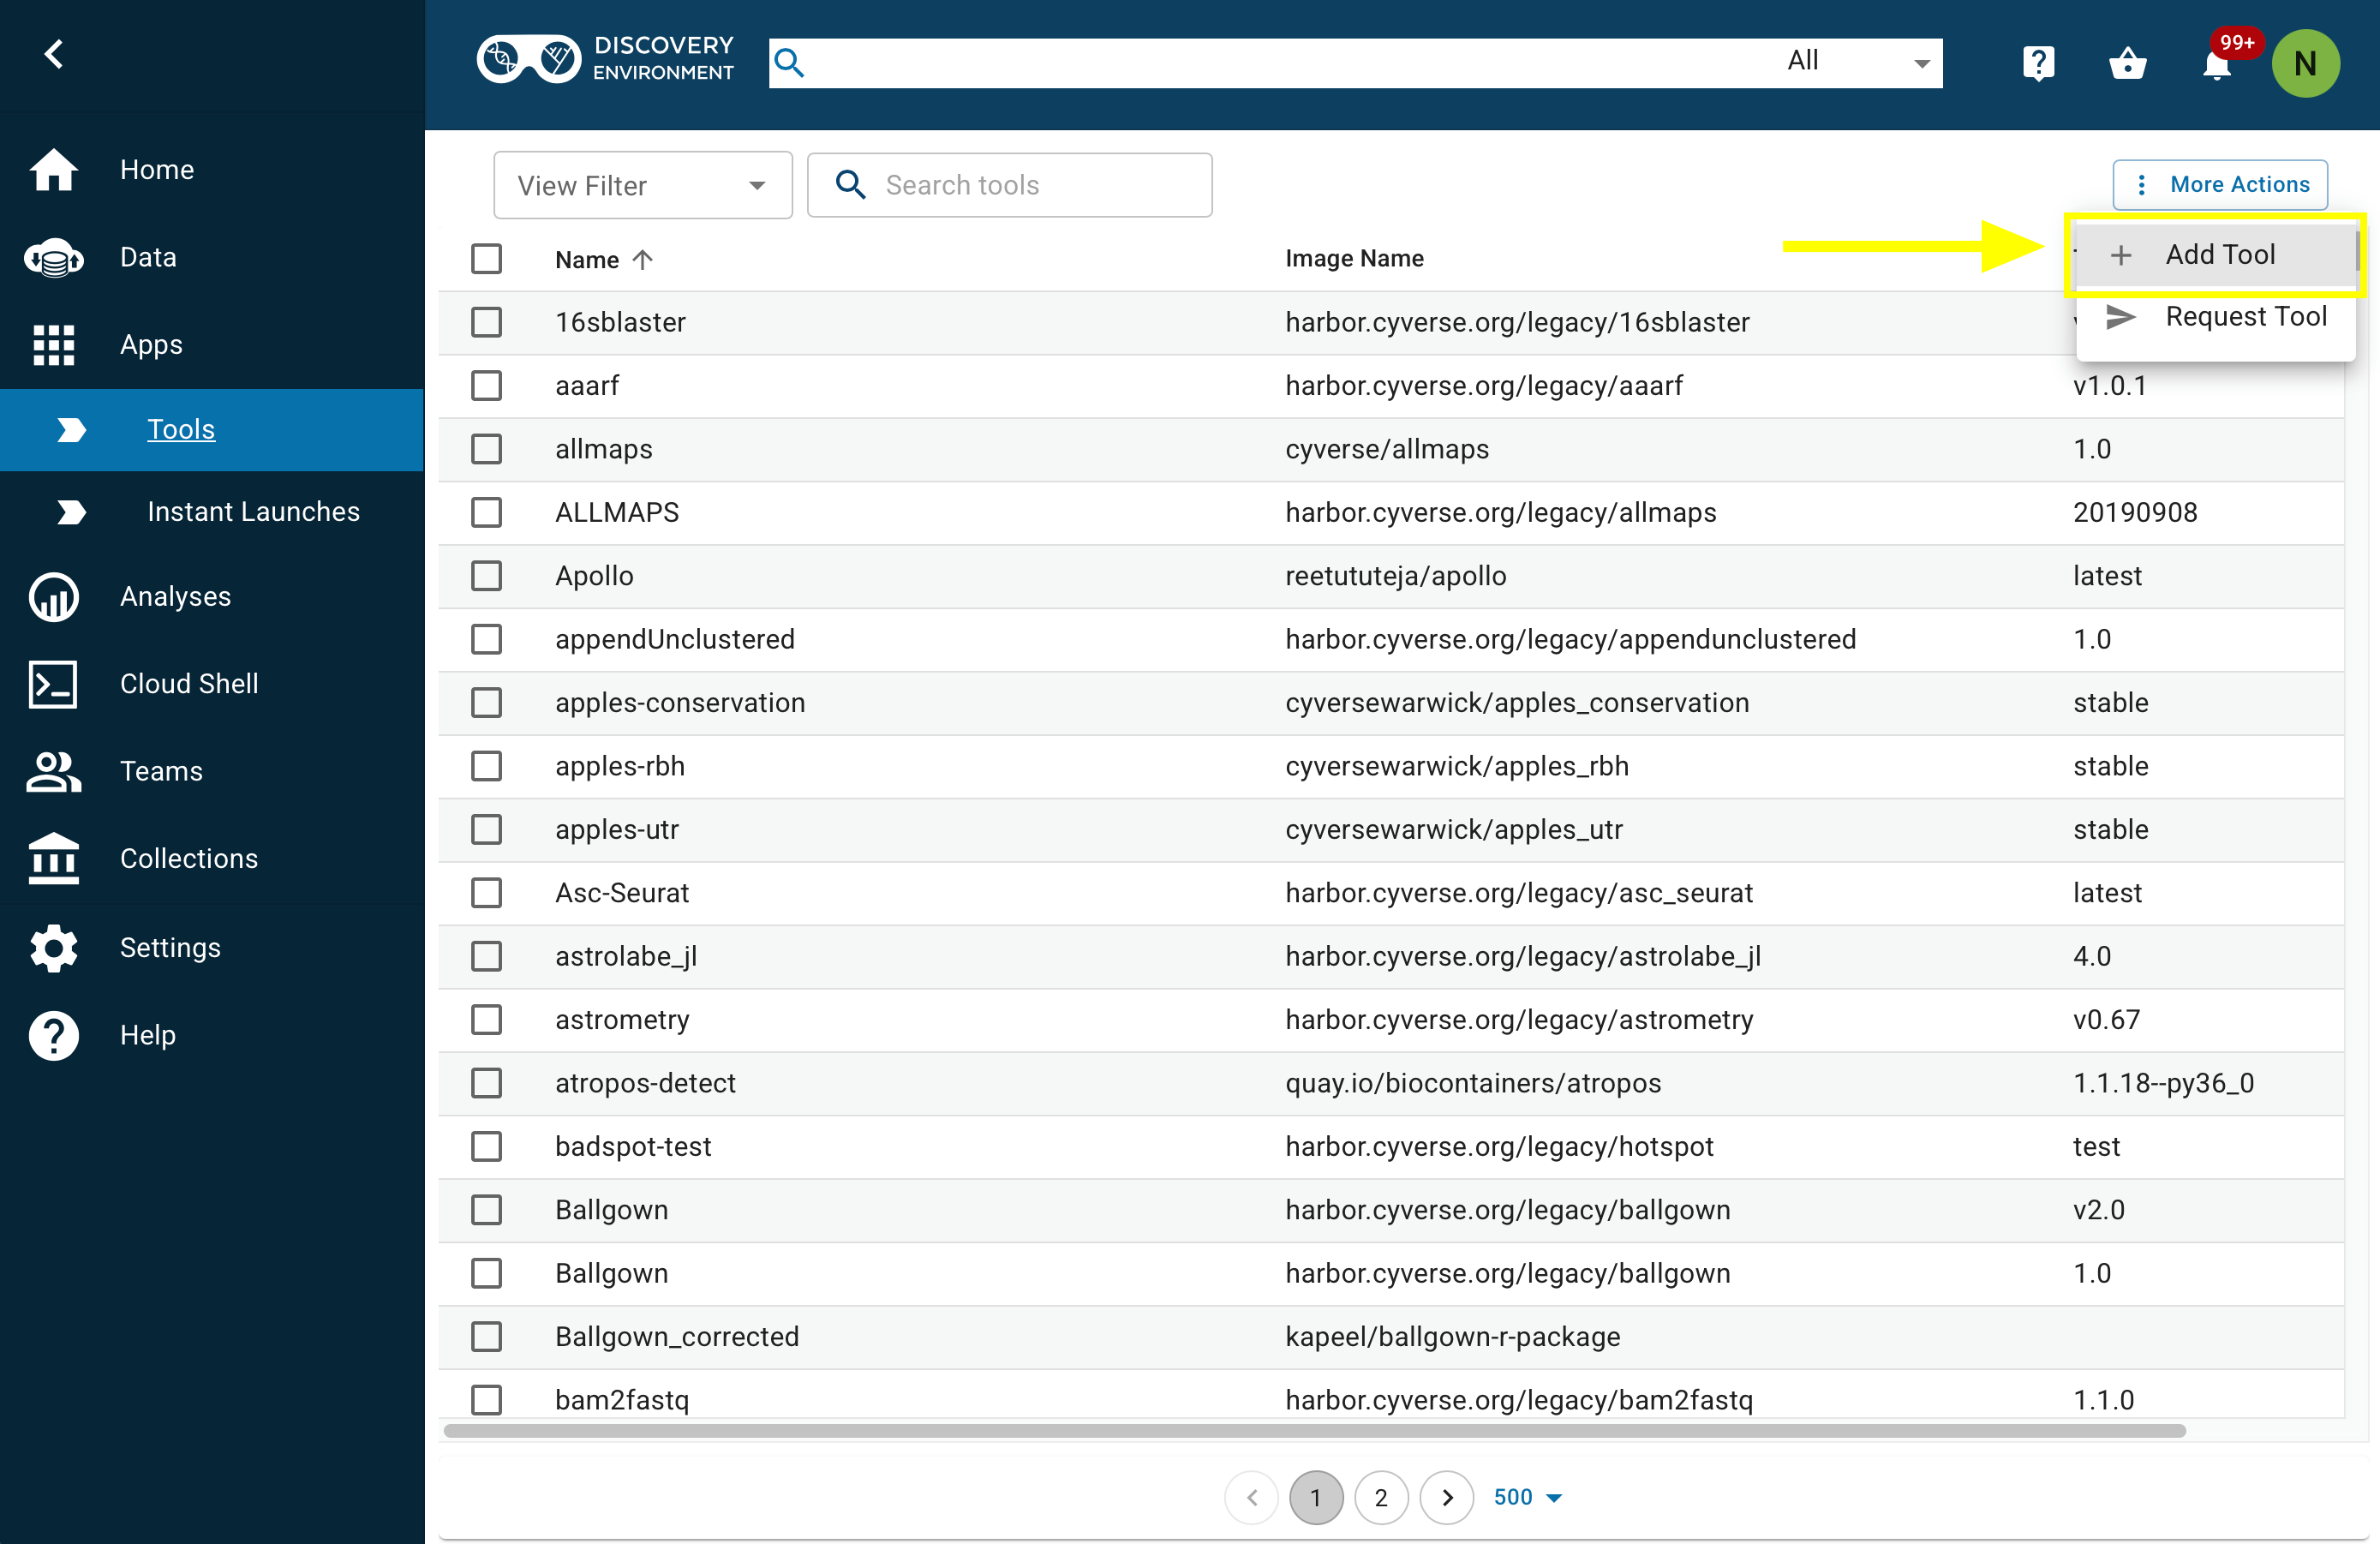 DISCOVERY
ENVIRONMENT
All
99+
N
Home
Data
Apps
Tools
Instant Launches
Analyses
Cloud Shell
Teams
Collections
Settings
Help
View Filter
Search tools
More Actions
Add Tool
Request Tool
Name Image Name
16sblaster harbor.cyverse.org/legacy/16sblaster
aaarf harbor.cyverse.org/legacy/aaarf v1.0.1
allmaps cyverse/allmaps 1.0
ALLMAPS harbor.cyverse.org/legacy/allmaps 20190908
Apollo reetututeja/apollo latest
appendUnclustered harbor.cyverse.org/legacy/appendunclustered 1.0
apples-conservation cyversewarwick/apples_conservation stable
apples-rbh cyversewarwick/apples_rbh stable
apples-utr cyversewarwick/apples_utr stable
Asc-Seurat harbor.cyverse.org/legacy/asc_seurat latest
astrolabe_jl harbor.cyverse.org/legacy/astrolabe_jl 4.0
astrometry harbor.cyverse.org/legacy/astrometry v0.67
atropos-detect quay.io/biocontainers/atropos 1.1.18--py36_0
badspot-test harbor.cyverse.org/legacy/hotspot test
Ballgown harbor.cyverse.org/legacy/ballgown v2.0
Ballgown harbor.cyverse.org/legacy/ballgown 1.0
Ballgown_corrected kapeel/ballgown-r-package
bam2fastq harbor.cyverse.org/legacy/bam2fastq 1.1.0
1 2 500